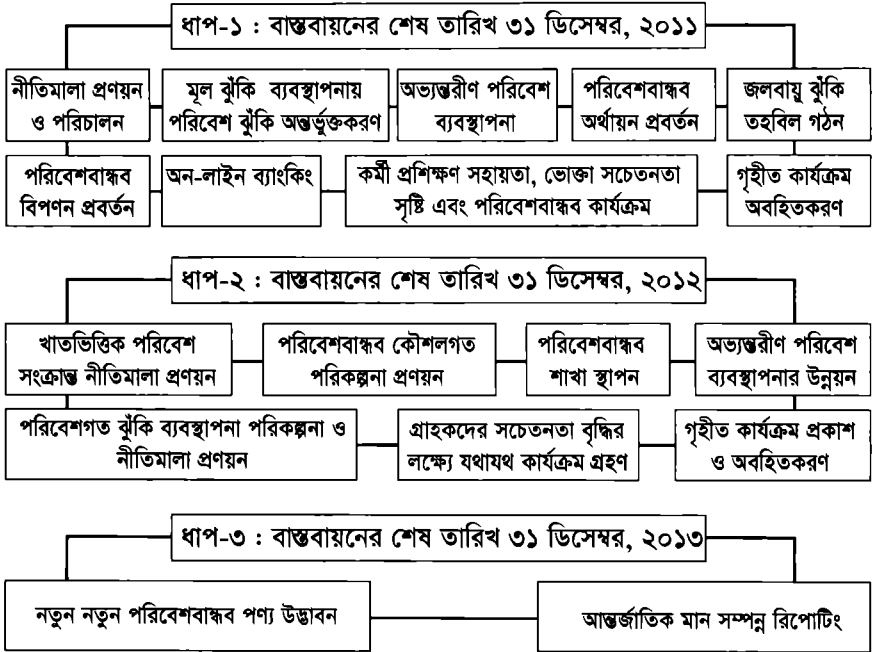 ধাপ-১ : বাস্তবায়নের শেষ তারিখ ৩১ ডিসেম্বর, ২০১১
নীতিমালা প্রণয়ন
ও পরিচালন
মূল ঝুঁকি ব্যবস্থাপনায়
পরিবেশ ঝুঁকি অন্তর্ভুক্তকরণ
অভ্যন্তরীণ পরিবেশ
ব্যবস্থাপনা
পরিবেশবান্ধব
অর্থায়ন প্রবর্তন
জলবায়ু ঝুঁকি
তহবিল গঠন
পরিবেশবান্ধব
বিপণন প্রবর্তন
অন-লাইন ব্যাংকিং
কর্মী প্রশিক্ষণ সহায়তা, ভোক্তা সচেতনতা
সৃষ্টি এবং পরিবেশবান্ধব কার্যক্রম
গৃহীত কার্যক্রম
অবহিতকরণ
ধাপ-২ : বাস্তবায়নের শেষ তারিখ ৩১ ডিসেম্বর, ২০১২
খাতভিত্তিক পরিবেশ
সংক্রান্ত নীতিমালা প্রণয়ন
পরিবেশবান্ধব কৌশলগত
পরিকল্পনা প্রণয়ন
পরিবেশবান্ধব
শাখা স্থাপন
অভ্যন্তরীণ পরিবেশ
ব্যবস্থাপনার উন্নয়ন
পরিবেশগত ঝুঁকি ব্যবস্থাপনা পরিকল্পনা ও
নীতিমালা প্রণয়ন
গ্রাহকদের সচেতনতা বৃদ্ধির
লক্ষ্যে যথাযথ কার্যক্রম গ্রহণ
গৃহীত কার্যক্রম প্রকাশ
ও অবহিতকরণ
ধাপ-৩ : বাস্তবায়নের শেষ তারিখ ৩১ ডিসেম্বর, ২০১৩
নতুন নতুন পরিবেশবান্ধব পণ্য উদ্ভাবন
আন্তর্জাতিক মান সম্পন্ন রিপোটিং